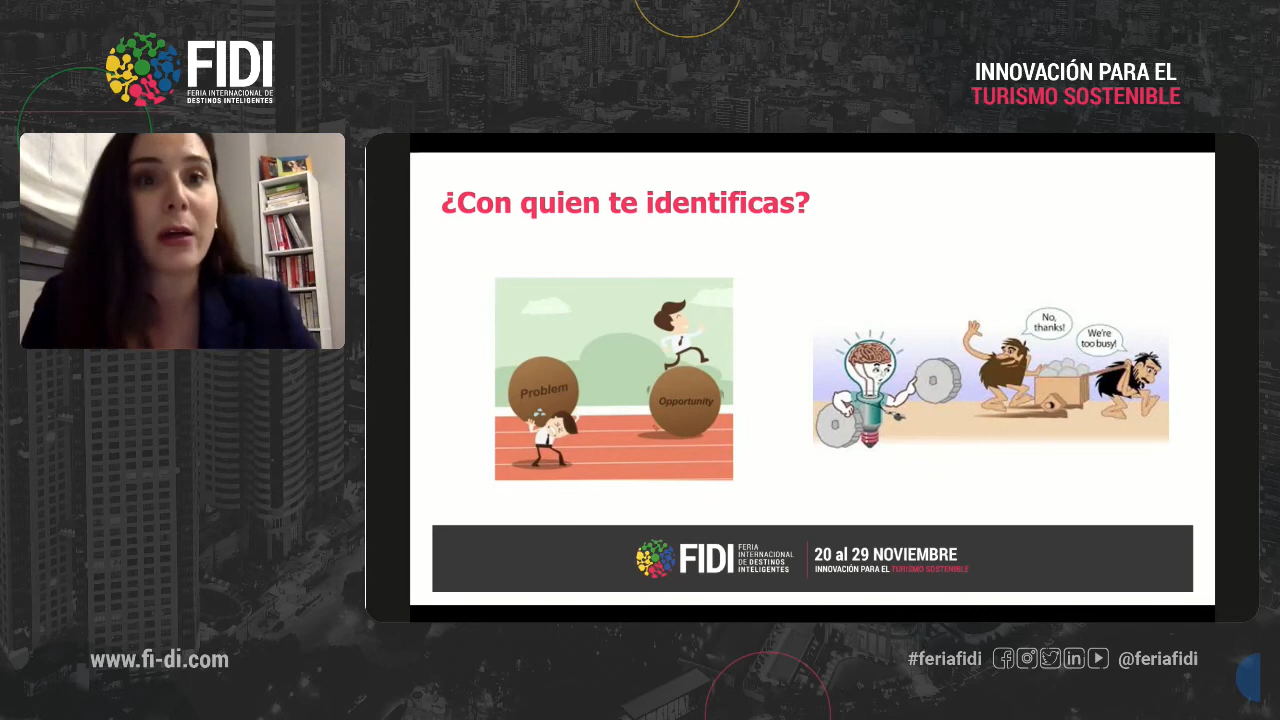 FIDI
FERIA INTERNACIONAL DE
DESTINOS INTELIGENTES
INNOVACIÓN PARA EL
TURISMO SOSTENIBLE
¿Con quien te identificas?
Problem
Opportunity
No,
thanks!
We're
too busy!
FIDI
FERIA
INTERNACIONAL
DE DESTINOS
INTELIGENTES
20 al 29 NOVIEMBRE
INNOVACIÓN PARA EL TURISMO SOSTENIBLE
www.fi-di.com
#feriafidi
@feriafidi